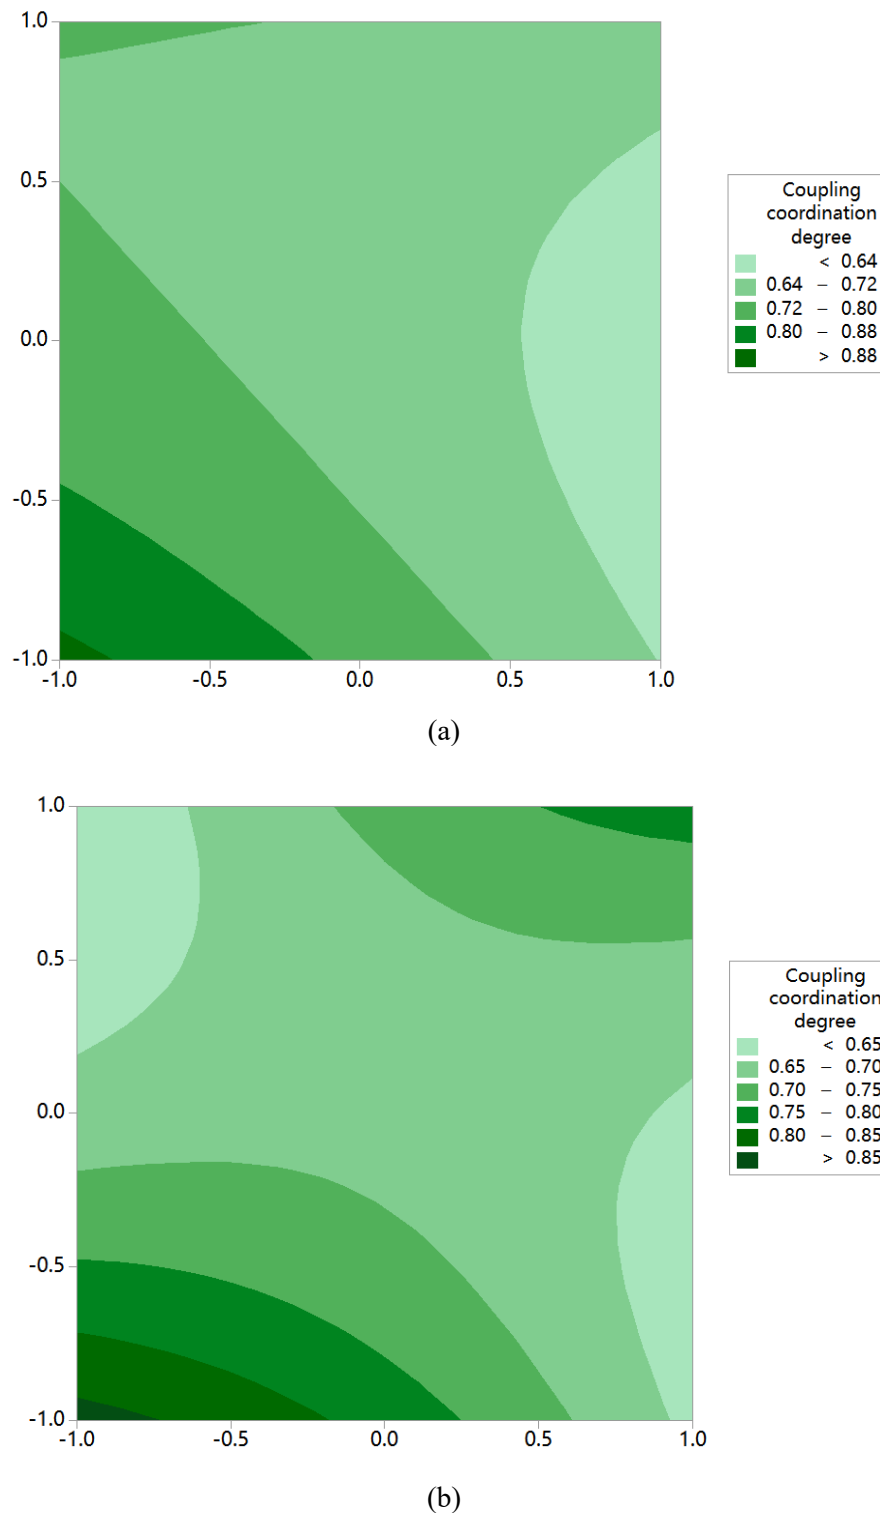 1.0
0.5
0.0
-0.5
-1.0
-1.0 -0.5 0.0 0.5 1.0
Coupling
coordination
degree
< 0.64
0.64 – 0.72
0.72 – 0.80
0.80 – 0.88
> 0.88
(a)
1.0
0.5
0.0
-0.5
-1.0
-1.0 -0.5 0.0 0.5 1.0
Coupling
coordination
degree
< 0.65
0.65 – 0.70
0.70 – 0.75
0.75 – 0.80
0.80 – 0.85
> 0.85
(b)